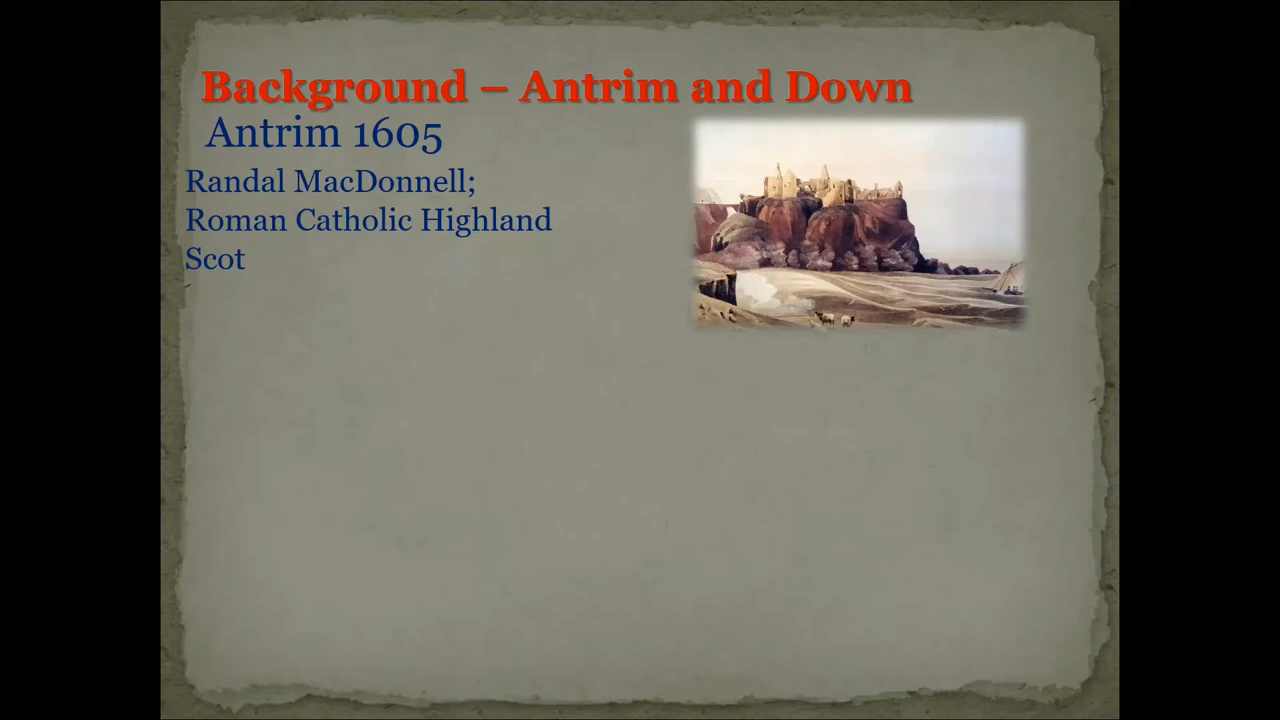 Background – Antrim and Down
Antrim 1605
Randal MacDonnell;
Roman Catholic Highland
Scot